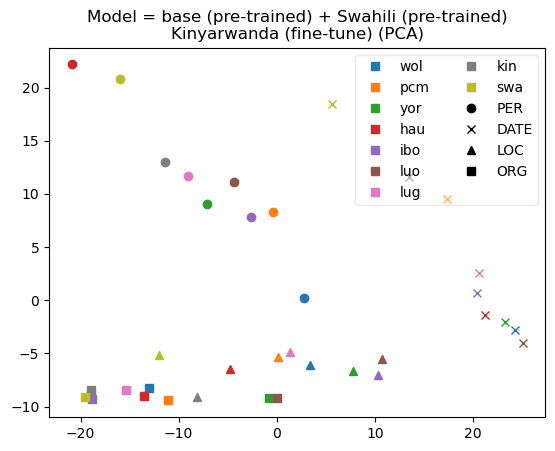 Model = base (pre-trained) + Swahili (pre-trained)
Kinyarwanda (fine-tune) (PCA)
wol kin
pcm swa
yor PER
hau DATE
ibo LOC
luo ORG
lug
20
15
10
5
0
−5
−10
−20 −10 0 10 20